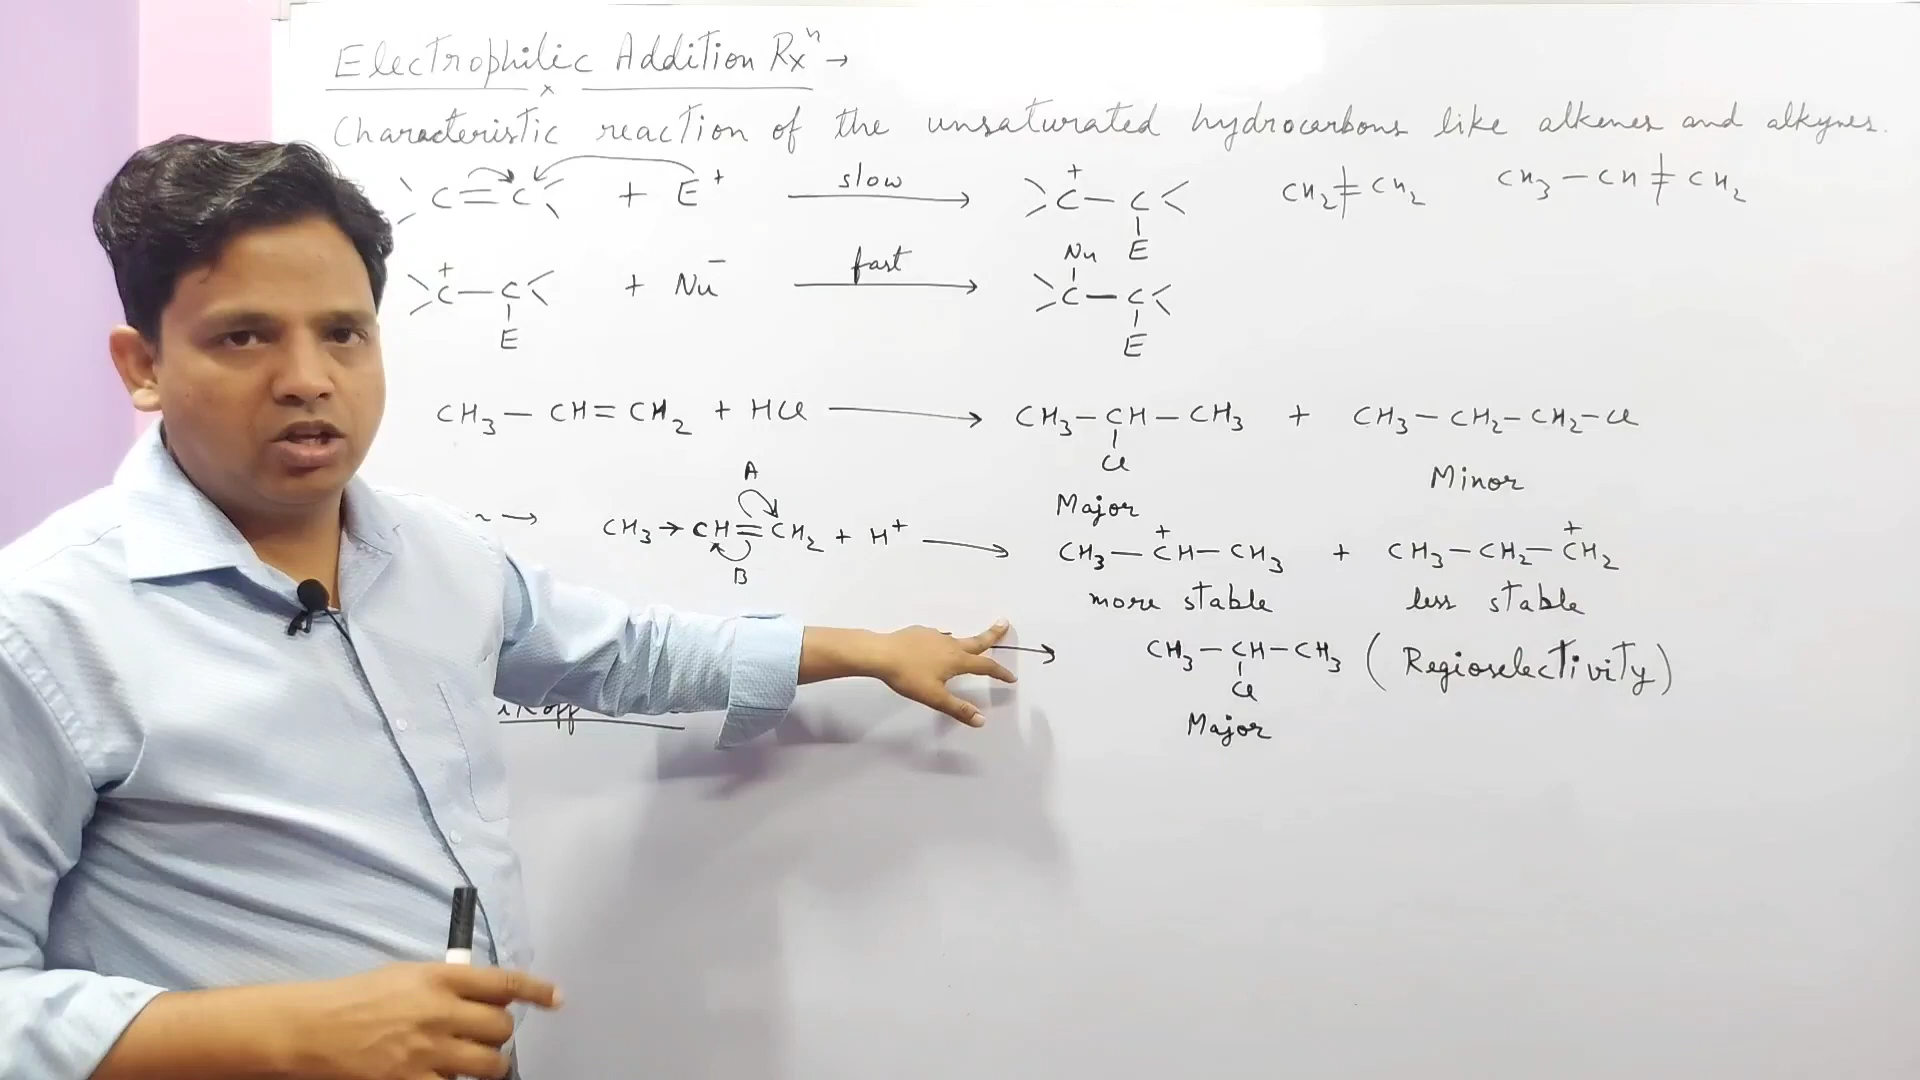 Electrophilic Addition Rxⁿ →
Characteristic reaction of the unsaturated hydrocarbons like alkenes and alkynes.
C=C + E⁺ slow → C⁺—C CH₂=CH₂ CH₃—CH=CH₂
E
C⁺—C + Nu⁻ fast → Nu C—C
E E
CH₃—CH=CH₂ + HCl → CH₃—CH—CH₃ + CH₃—CH₂—CH₂—Cl
Cl
Major Minor
A
CH₃→CH=CH₂ + H⁺ → CH₃—C⁺H—CH₃ + CH₃—CH₂—C⁺H₂
B
more stable less stable
→ CH₃—CH—CH₃ (Regioselectivity)
Cl
Major